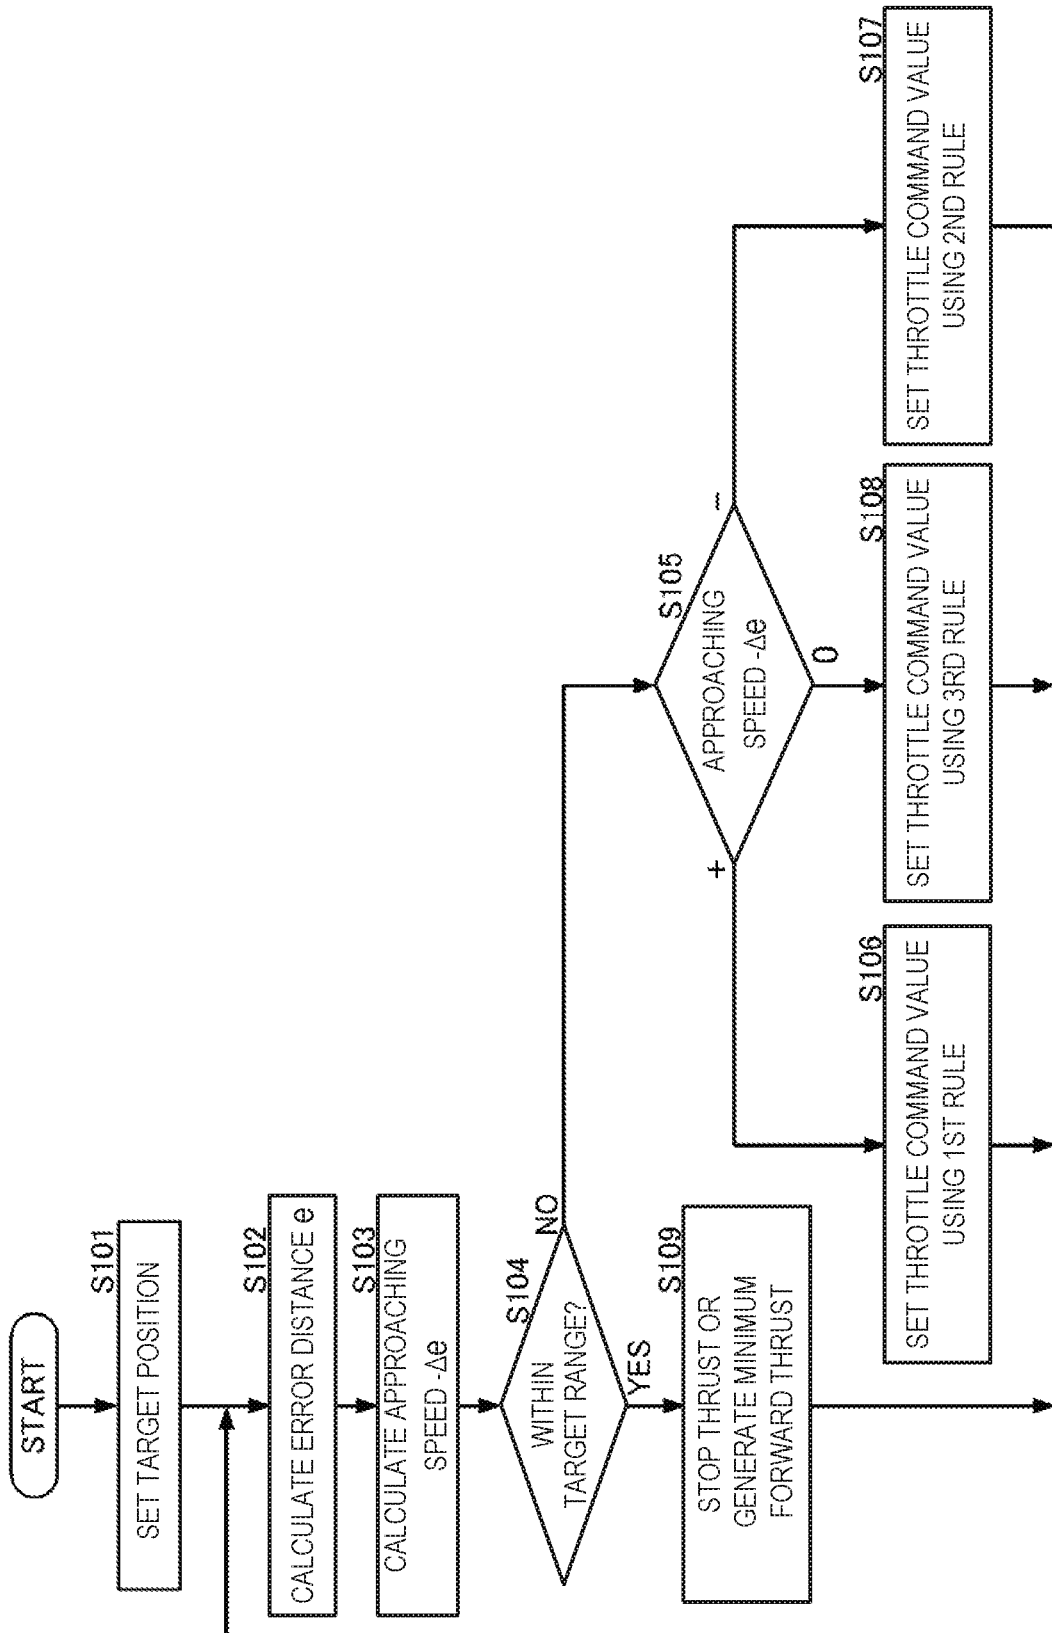 START
S101
SET TARGET POSITION
S102
CALCULATE ERROR DISTANCE e
S103
CALCULATE APPROACHING
SPEED -Δe
S104
WITHIN
TARGET RANGE?
NO
YES
S109
STOP THRUST OR
GENERATE MINIMUM
FORWARD THRUST
S105
APPROACHING
SPEED -Δe
+
0
−
S106
SET THROTTLE COMMAND VALUE
USING 1ST RULE
S108
SET THROTTLE COMMAND VALUE
USING 3RD RULE
S107
SET THROTTLE COMMAND VALUE
USING 2ND RULE